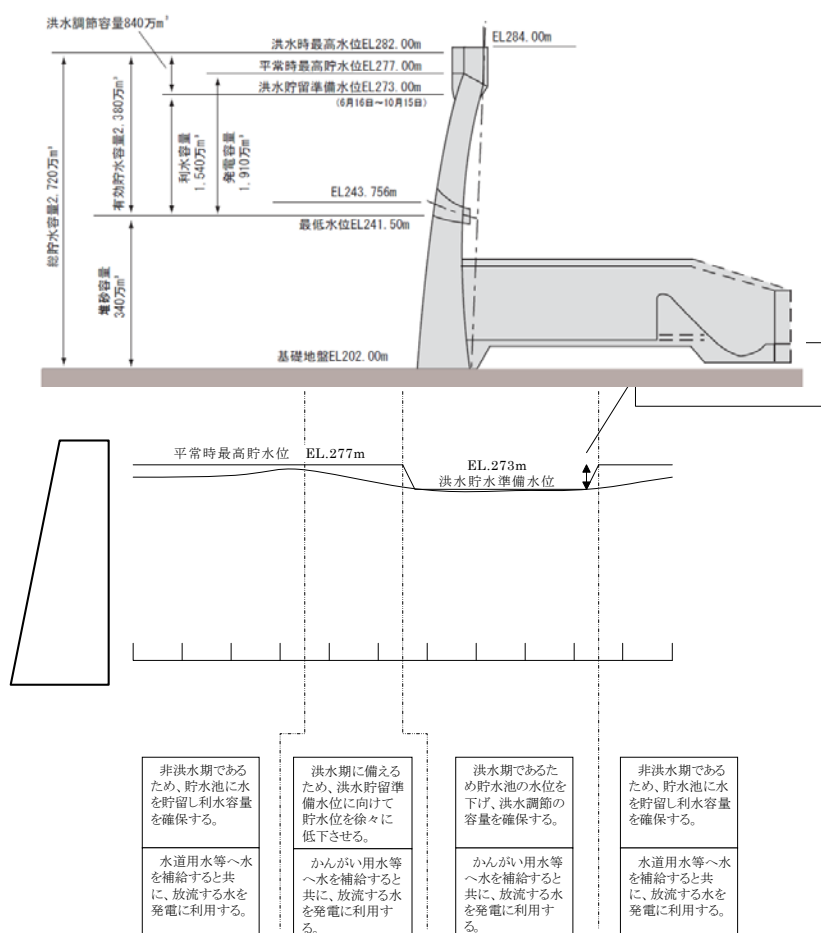 洪水調節容量840万m³
洪水時最高水位EL282.00m
EL284.00m
平常時最高貯水位EL277.00m
洪水貯留準備水位EL273.00m
(6月16日～10月15日)
総貯水容量2,720万m³
有効貯水容量2,380万m³
利水容量
1,540万m³
発電容量
1,910万m³
EL243.756m
最低水位EL241.50m
堆砂容量
340万m³
基礎地盤EL202.00m
平常時最高貯水位 EL.277m
EL.273m
洪水貯水準備水位
非洪水期である
ため、貯水池に水
を貯留し利水容量
を確保する。
水道用水等へ水
を補給すると共
に、放流する水を
発電に利用する。
洪水期に備える
ため、洪水貯留準
備水位に向けて
貯水位を徐々に
低下させる。
かんがい用水等
へ水を補給すると
共に、放流する水
を発電に利用す
る。
洪水期であるた
め貯水池の水位を
下げ、洪水調節の
容量を確保する。
かんがい用水等
へ水を補給すると
共に、放流する水
を発電に利用す
る。
非洪水期である
ため、貯水池に水
を貯留し利水容量
を確保する。
水道用水等へ水
を補給すると共
に、放流する水を
発電に利用する。